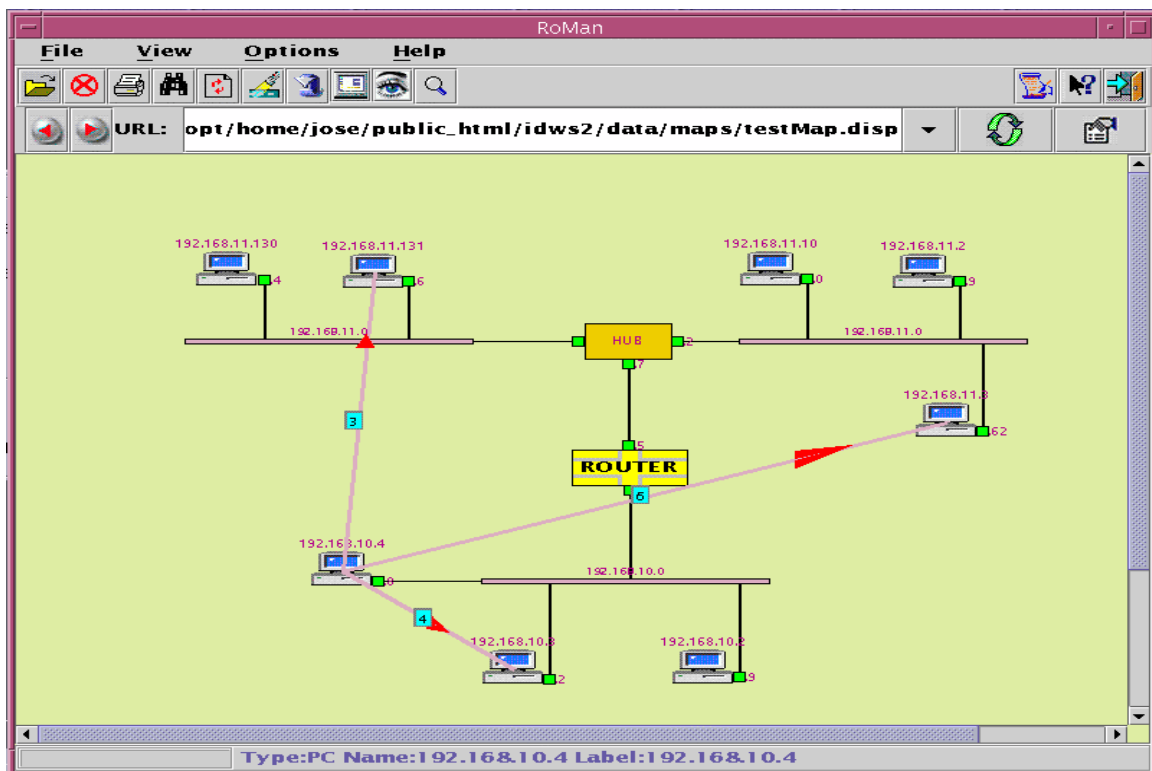 RoMan
File View Options Help
URL: opt/home/jose/public_html/idws2/data/maps/testMap.disp
192.168.11.130 192.168.11.131 192.168.11.10 192.168.11.2
.4 .6 .0 .9
192.168.11.0 192.168.11.0
HUB .2
.7
192.168.11.3
3 .62
.5
ROUTER
6
192.168.10.4
192.168.10.0
.0
4
192.168.10.3 192.168.10.2
.2 .9
Type:PC Name:192.168.10.4 Label:192.168.10.4